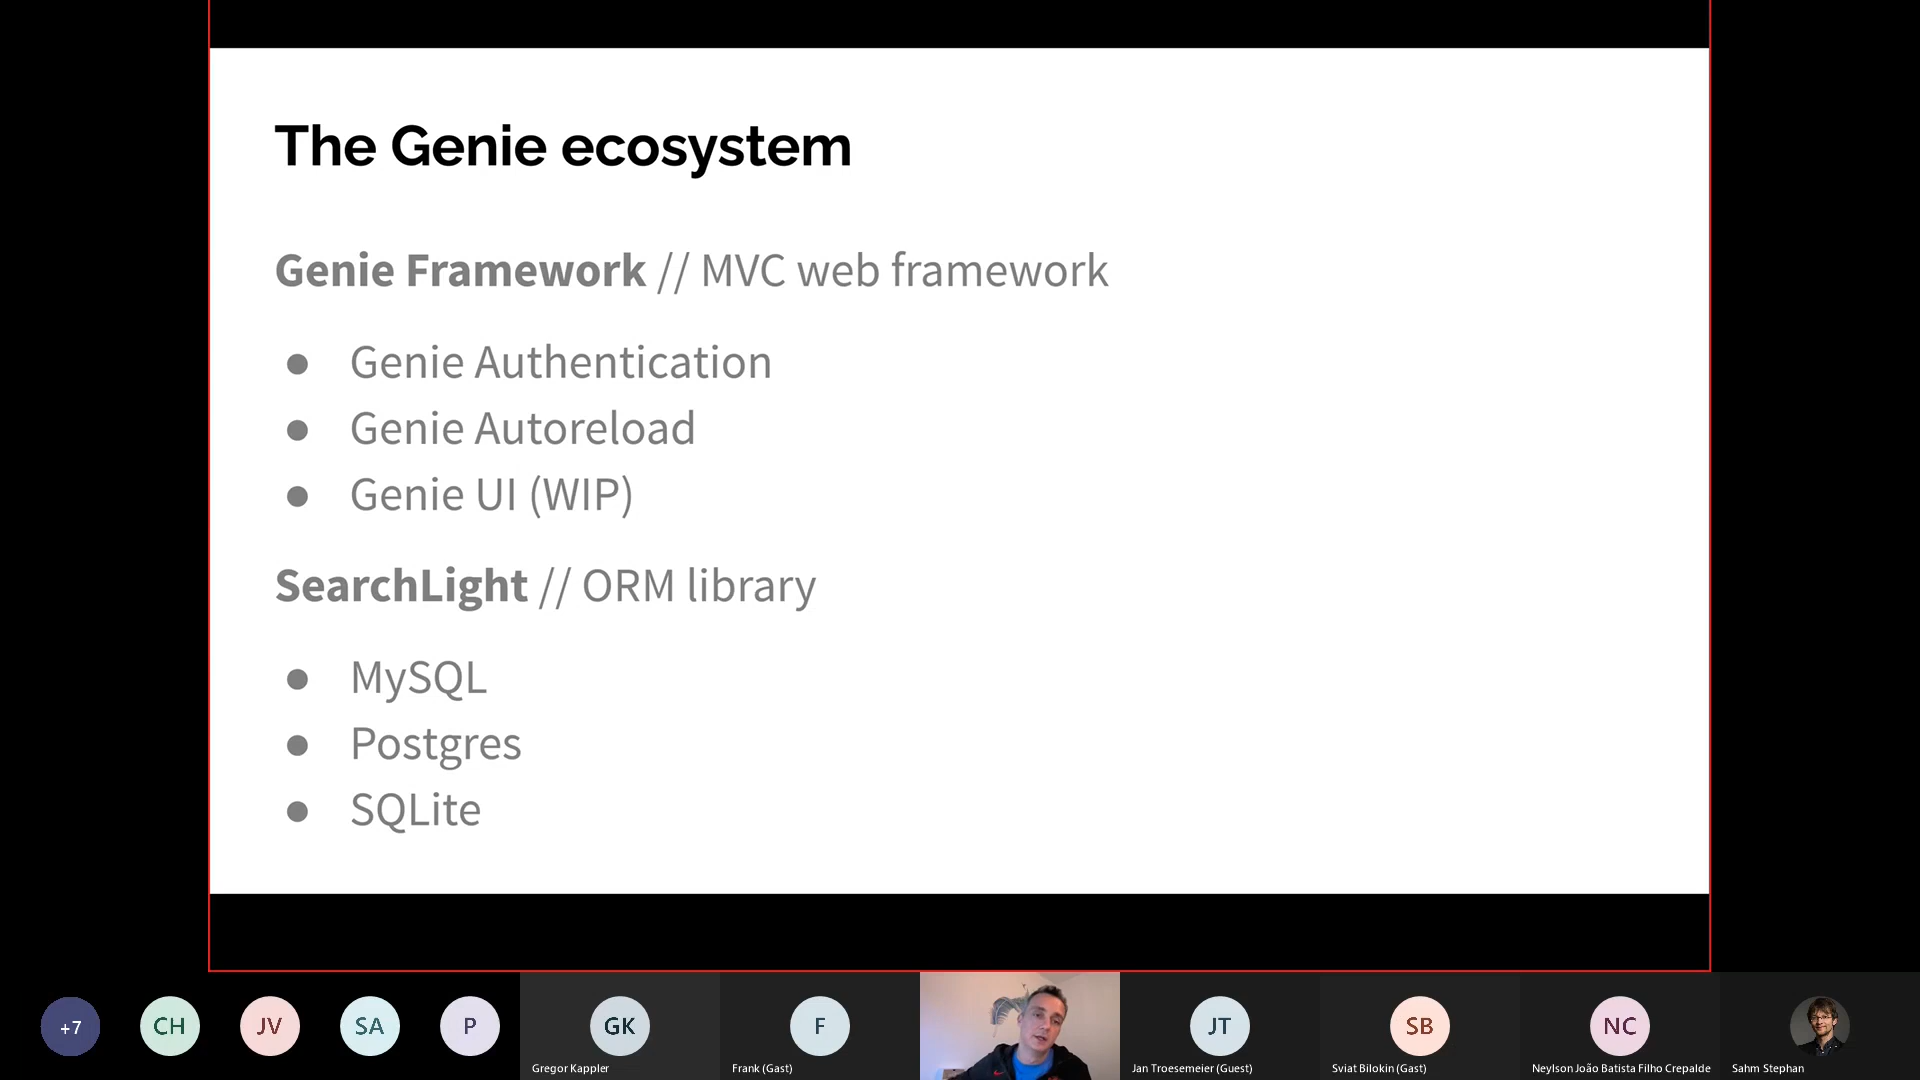 The Genie ecosystem
Genie Framework // MVC web framework
● Genie Authentication
● Genie Autoreload
● Genie UI (WIP)
SearchLight // ORM library
● MySQL
● Postgres
● SQLite
+7
CH
JV
SA
P
GK
F
JT
SB
NC
Gregor Kappler
Frank (Gast)
Jan Troesemeier (Guest)
Sviat Bilokin (Gast)
Neylson João Batista Filho Crepalde
Sahm Stephan